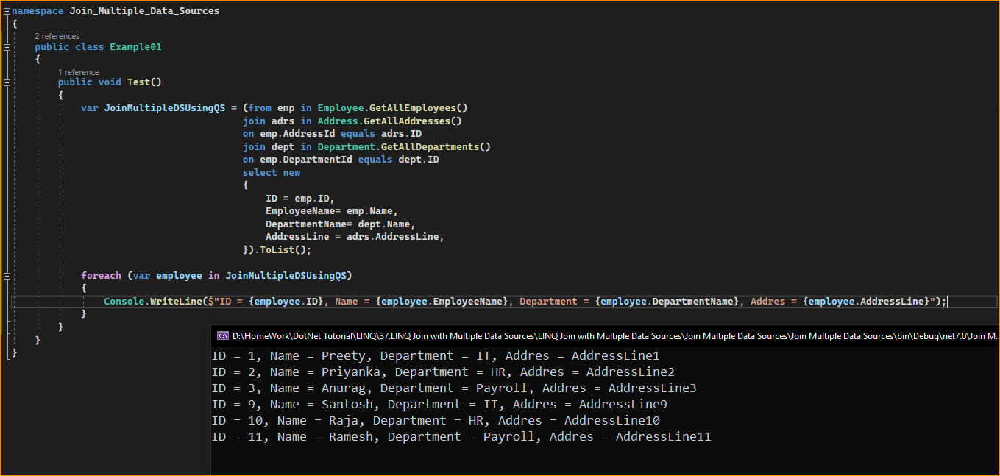 namespace Join_Multiple_Data_Sources
{
2 references
public class Example01
{
1 reference
public void Test()
{
var JoinMultipleDSUsingQS = (from emp in Employee.GetAllEmployees()
join adrs in Address.GetAllAddresses()
on emp.AddressId equals adrs.ID
join dept in Department.GetAllDepartments()
on emp.DepartmentId equals dept.ID
select new
{
ID = emp.ID,
EmployeeName= emp.Name,
DepartmentName= dept.Name,
AddressLine = adrs.AddressLine,
}).ToList();
foreach (var employee in JoinMultipleDSUsingQS)
{
Console.WriteLine($"ID = {employee.ID}, Name = {employee.EmployeeName}, Department = {employee.DepartmentName}, Addres = {employee.AddressLine}");
}
}
}
}
D:\HomeWork\DotNet Tutorial\LINQ\37.LINQ Join with Multiple Data Sources\LINQ Join with Multiple Data Sources\Join Multiple Data Sources\Join Multiple Data Sources\bin\Debug\net7.0\Join M...
ID = 1, Name = Preety, Department = IT, Addres = AddressLine1
ID = 2, Name = Priyanka, Department = HR, Addres = AddressLine2
ID = 3, Name = Anurag, Department = Payroll, Addres = AddressLine3
ID = 9, Name = Santosh, Department = IT, Addres = AddressLine9
ID = 10, Name = Raja, Department = HR, Addres = AddressLine10
ID = 11, Name = Ramesh, Department = Payroll, Addres = AddressLine11